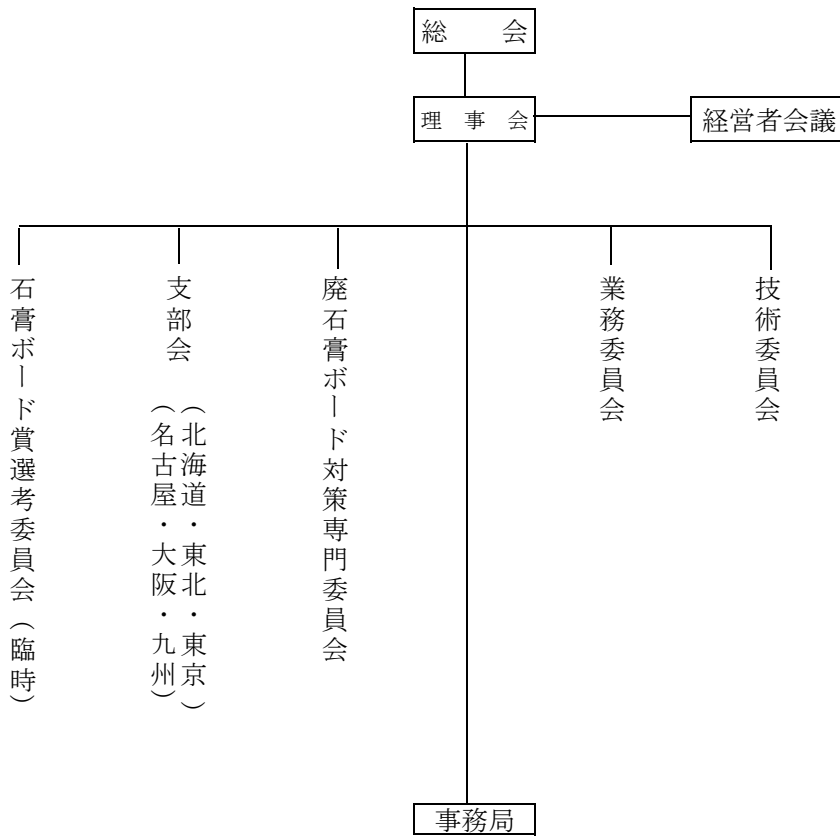 総　会
理　事　会
経営者会議
技術委員会
業務委員会
廃石膏ボード対策専門委員会
支部会
（北海道・東北・東京）
（名古屋・大阪・九州）
石膏ボード賞選考委員会（臨時）
事務局